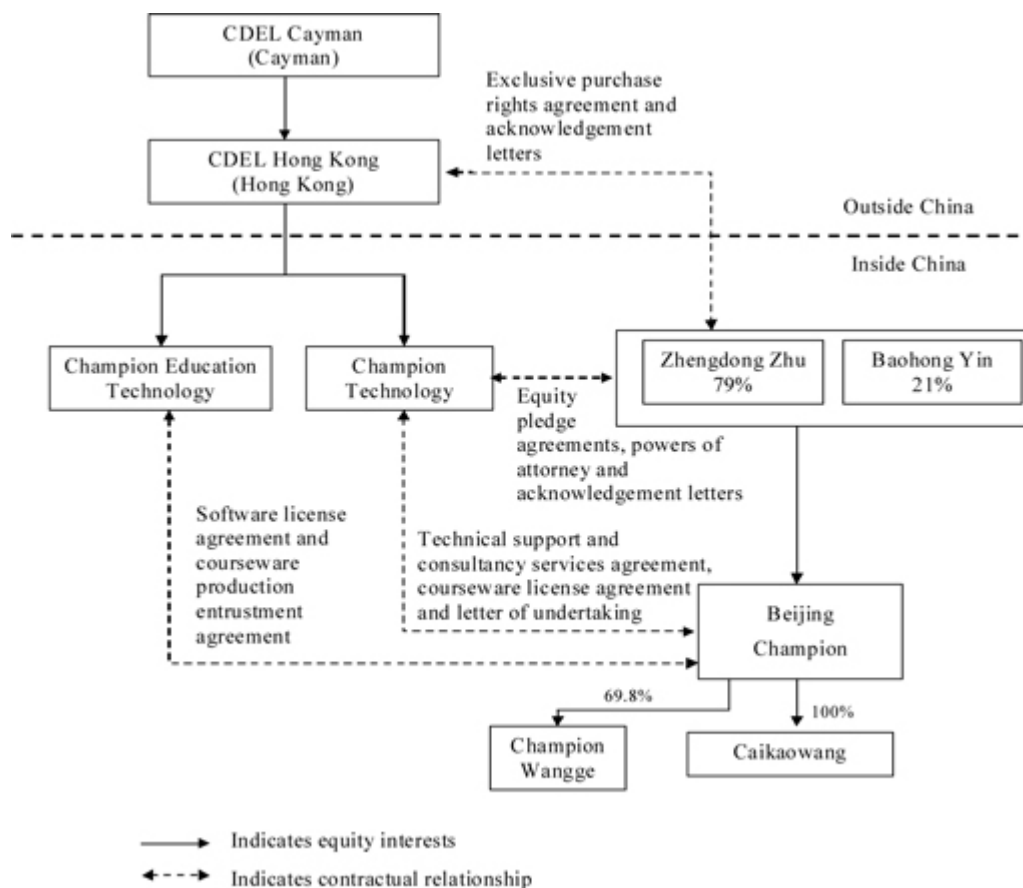 CDEL Cayman
(Cayman)
Exclusive purchase
rights agreement and
acknowledgement
letters
CDEL Hong Kong
(Hong Kong)
Outside China
Inside China
Champion Education
Technology
Champion
Technology
Zhengdong Zhu
79%
Baohong Yin
21%
Equity
pledge
agreements, powers of
attorney and
acknowledgement letters
Software license
agreement and
courseware
production
entrustment
agreement
Technical support and
consultancy services agreement,
courseware license agreement
and letter of undertaking
Beijing
Champion
69.8%
100%
Champion
Wangge
Caikaowang
Indicates equity interests
Indicates contractual relationship